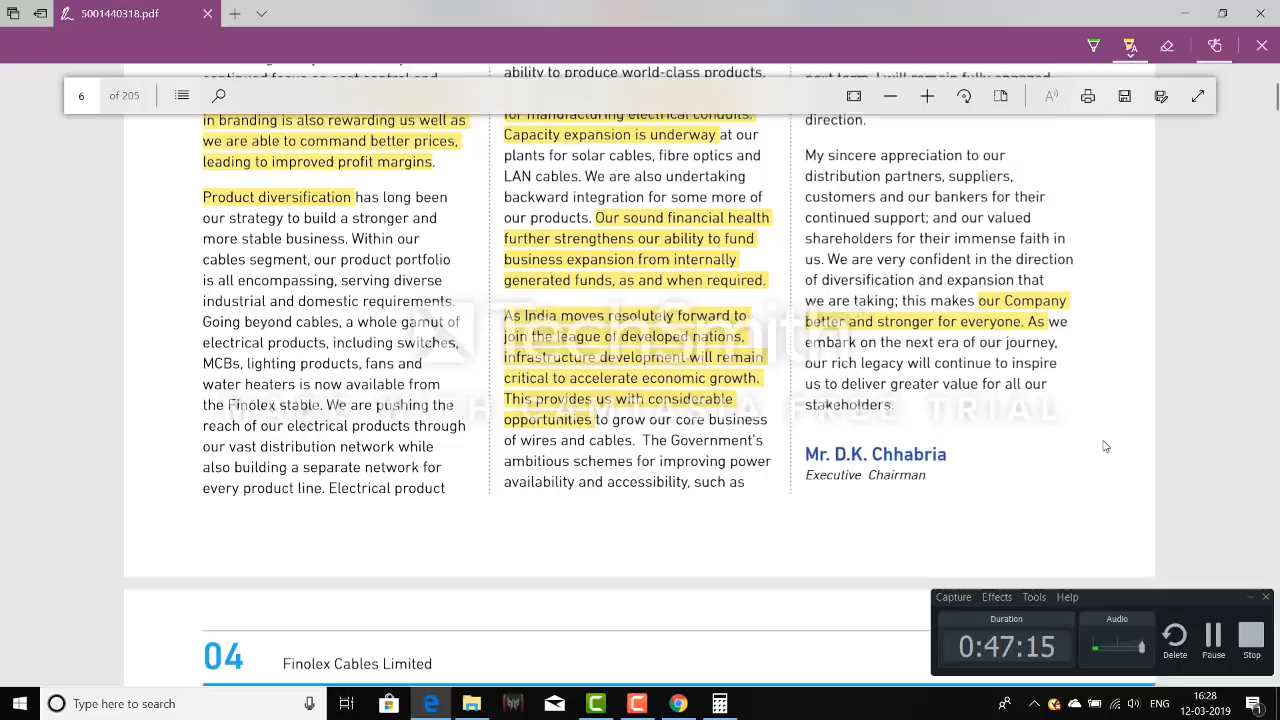 5001440318.pdf
6 of 205
ability to produce world-class products.
in branding is also rewarding us well as
we are able to command better prices,
leading to improved profit margins.
Product diversification has long been
our strategy to build a stronger and
more stable business. Within our
cables segment, our product portfolio
is all encompassing, serving diverse
industrial and domestic requirements.
Going beyond cables, a whole gamut of
electrical products, including switches,
MCBs, lighting products, fans and
water heaters is now available from
the Finolex stable. We are pushing the
reach of our electrical products through
our vast distribution network while
also building a separate network for
every product line. Electrical product
for manufacturing electrical conduits.
Capacity expansion is underway at our
plants for solar cables, fibre optics and
LAN cables. We are also undertaking
backward integration for some more of
our products. Our sound financial health
further strengthens our ability to fund
business expansion from internally
generated funds, as and when required.
As India moves resolutely forward to
join the league of developed nations,
infrastructure development will remain
critical to accelerate economic growth.
This provides us with considerable
opportunities to grow our core business
of wires and cables. The Government's
ambitious schemes for improving power
availability and accessibility, such as
next term, I will remain fully engaged
direction.
My sincere appreciation to our
distribution partners, suppliers,
customers and our bankers for their
continued support; and our valued
shareholders for their immense faith in
us. We are very confident in the direction
of diversification and expansion that
we are taking; this makes our Company
better and stronger for everyone. As we
embark on the next era of our journey,
our rich legacy will continue to inspire
us to deliver greater value for all our
stakeholders.
Mr. D.K. Chhabria
Executive Chairman
TechSmith
MADE WITH CAMTASIA FREE TRIAL
04 Finolex Cables Limited
Capture Effects Tools Help
Duration
0:47:15
Audio
Delete
Pause
Stop
Type here to search
ENG
16:28
12-03-2019